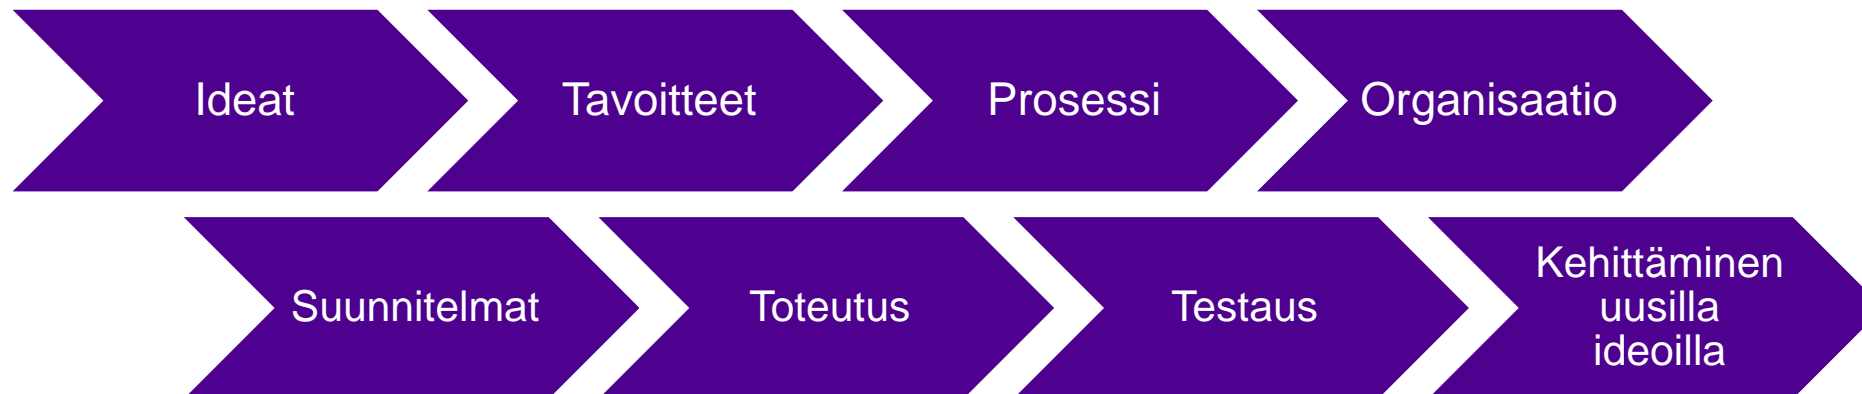 Ideat
Tavoitteet
Prosessi
Organisaatio
Suunnitelmat
Toteutus
Testaus
Kehittäminen
uusilla
ideoilla